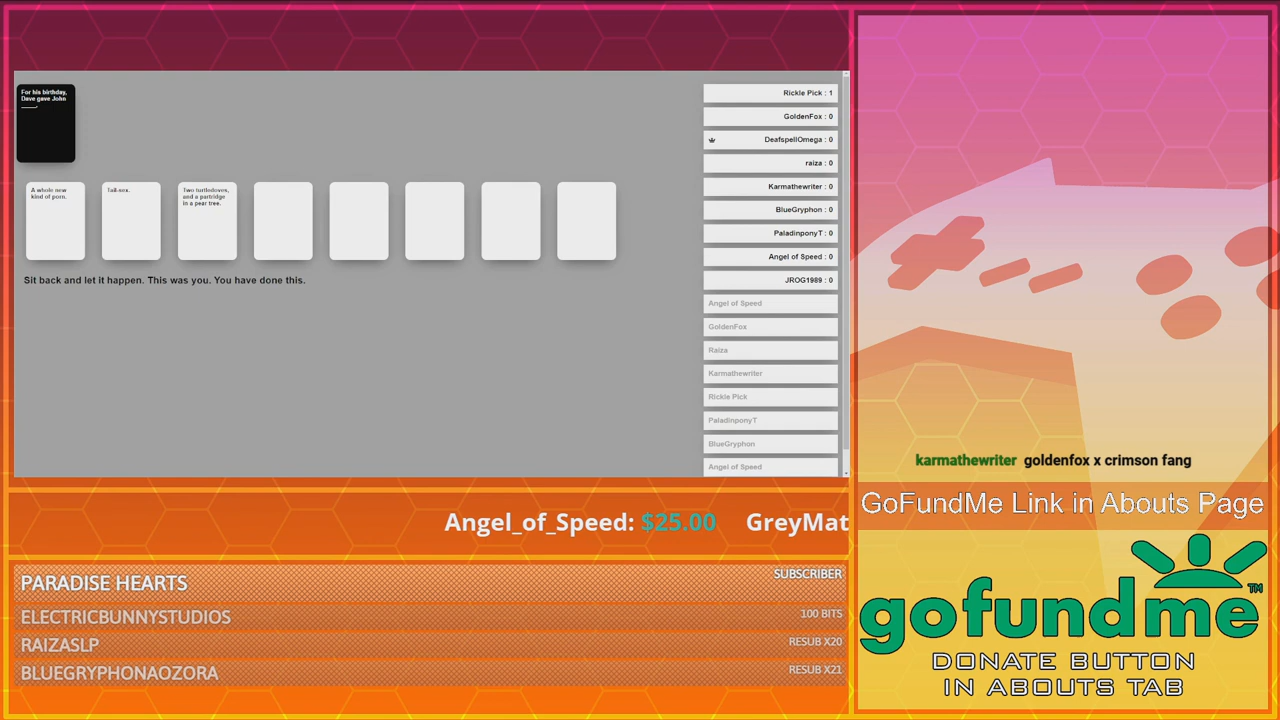 For his birthday,
Dave gave John
____.
A whole new
kind of porn.
Tail-sex.
Two turtledoves,
and a partridge
in a pear tree.
Sit back and let it happen. This was you. You have done this.
Rickle Pick : 1
GoldenFox : 0
DeafspellOmega : 0
raiza : 0
Karmathewriter : 0
BlueGryphon : 0
PaladinponyT : 0
Angel of Speed : 0
JROG1989 : 0
Angel of Speed
GoldenFox
Raiza
Karmathewriter
Rickle Pick
PaladinponyT
BlueGryphon
Angel of Speed
karmathewriter goldenfox x crimson fang
GoFundMe Link in Abouts Page
gofundme™
DONATE BUTTON
IN ABOUTS TAB
Angel_of_Speed: $25.00 GreyMat
PARADISE HEARTS SUBSCRIBER
ELECTRICBUNNYSTUDIOS 100 BITS
RAIZASLP RESUB X20
BLUEGRYPHONAOZORA RESUB X21